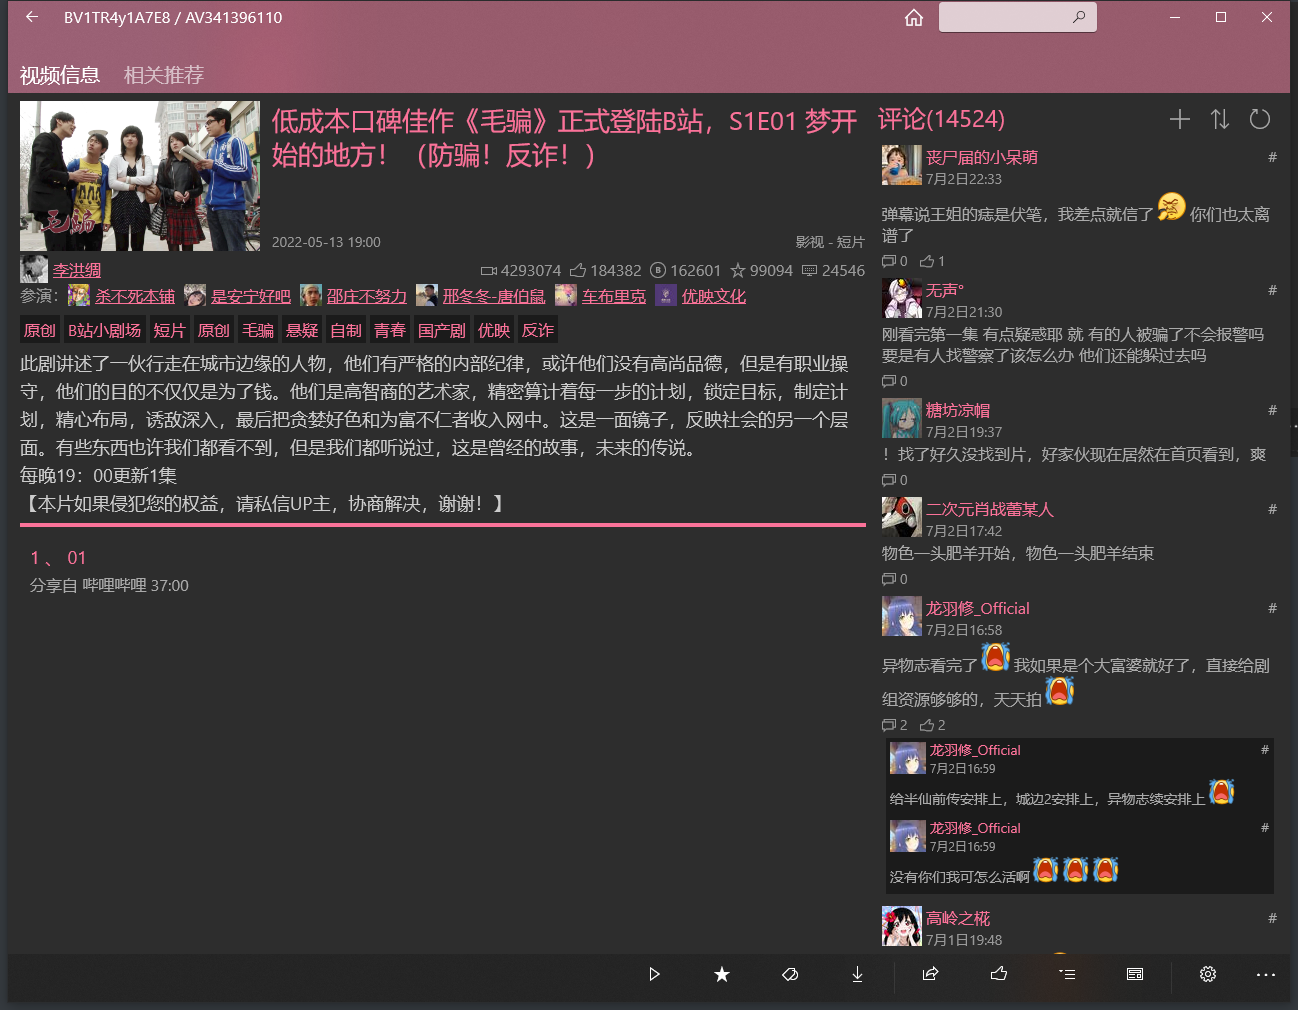 BV1TR4y1A7E8 / AV341396110
视频信息 相关推荐
毛骗
低成本口碑佳作《毛骗》正式登陆B站，S1E01 梦开
始的地方！（防骗！反诈！）
2022-05-13 19:00 影视 - 短片
李洪绸 4293074 184382 162601 99094 24546
参演： 杀不死本铺 是安宁好吧 邵庄不努力 邢冬冬-唐伯鼠 车布里克 优映文化
原创 B站小剧场 短片 原创 毛骗 悬疑 自制 青春 国产剧 优映 反诈
此剧讲述了一伙行走在城市边缘的人物，他们有严格的内部纪律，或许他们没有高尚品德，但是有职业操
守，他们的目的不仅仅是为了钱。他们是高智商的艺术家，精密算计着每一步的计划，锁定目标，制定计
划，精心布局，诱敌深入，最后把贪婪好色和为富不仁者收入网中。这是一面镜子，反映社会的另一个层
面。有些东西也许我们都看不到，但是我们都听说过，这是曾经的故事，未来的传说。
每晚19：00更新1集
【本片如果侵犯您的权益，请私信UP主，协商解决，谢谢！】
1 、 01
分享自 哔哩哔哩 37:00
评论(14524)
丧尸届的小呆萌 #
7月2日22:33
弹幕说王姐的痣是伏笔，我差点就信了 你们也太离
谱了
0 1
无声° #
7月2日21:30
刚看完第一集 有点疑惑耶 就 有的人被骗了不会报警吗
要是有人找警察了该怎么办 他们还能躲过去吗
0
糖坊凉帽 #
7月2日19:37
！找了好久没找到片，好家伙现在居然在首页看到，爽
0
二次元肖战蕾某人 #
7月2日17:42
物色一头肥羊开始，物色一头肥羊结束
0
龙羽修_Official #
7月2日16:58
异物志看完了 我如果是个大富婆就好了，直接给剧
组资源够够的，天天拍
2 2
龙羽修_Official #
7月2日16:59
给半仙前传安排上，城边2安排上，异物志续安排上
龙羽修_Official #
7月2日16:59
没有你们我可怎么活啊
高岭之椛 #
7月1日19:48